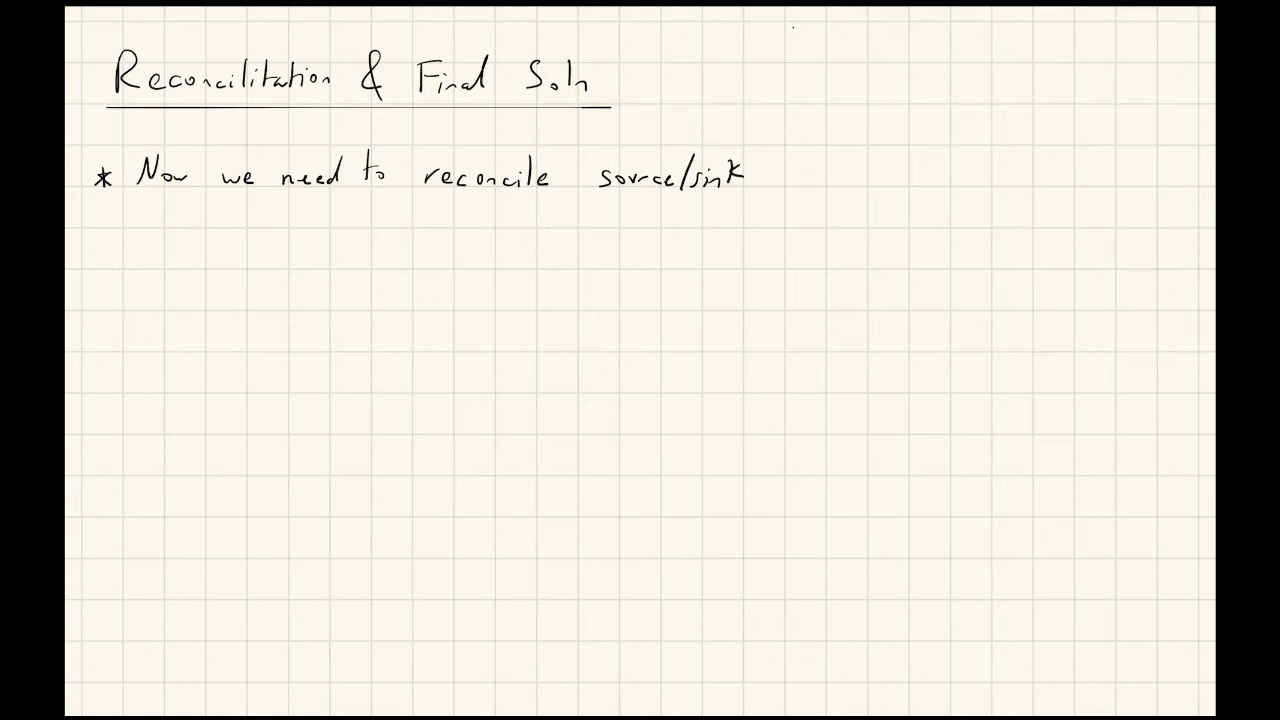 Reconcilitation & Final Soln
* Now we need to reconcile source/sink